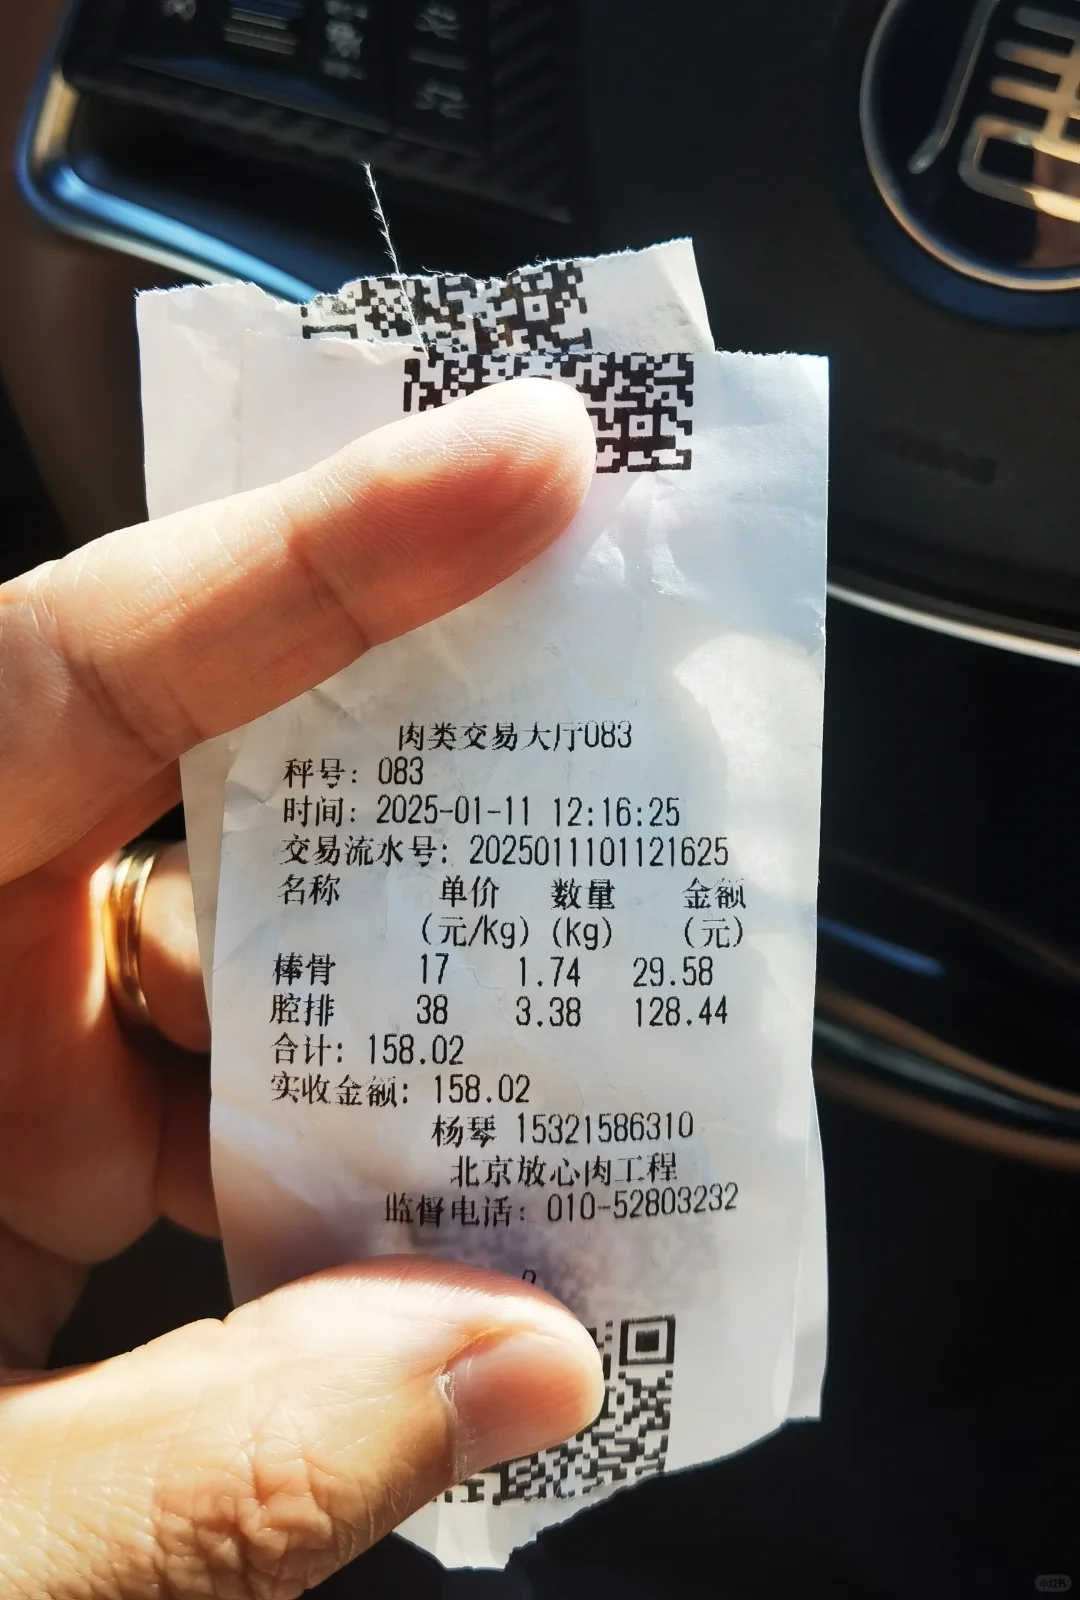 肉类交易大厅083
秤号: 083
时间: 2025-01-11 12:16:25
交易流水号: 2025011101121625
名称 单价 数量 金额
(元/kg) (kg) (元)
棒骨 17 1.74 29.58
腔排 38 3.38 128.44
合计: 158.02
实收金额: 158.02
杨琴 15321586310
北京放心肉工程
监督电话: 010-52803232
小红书